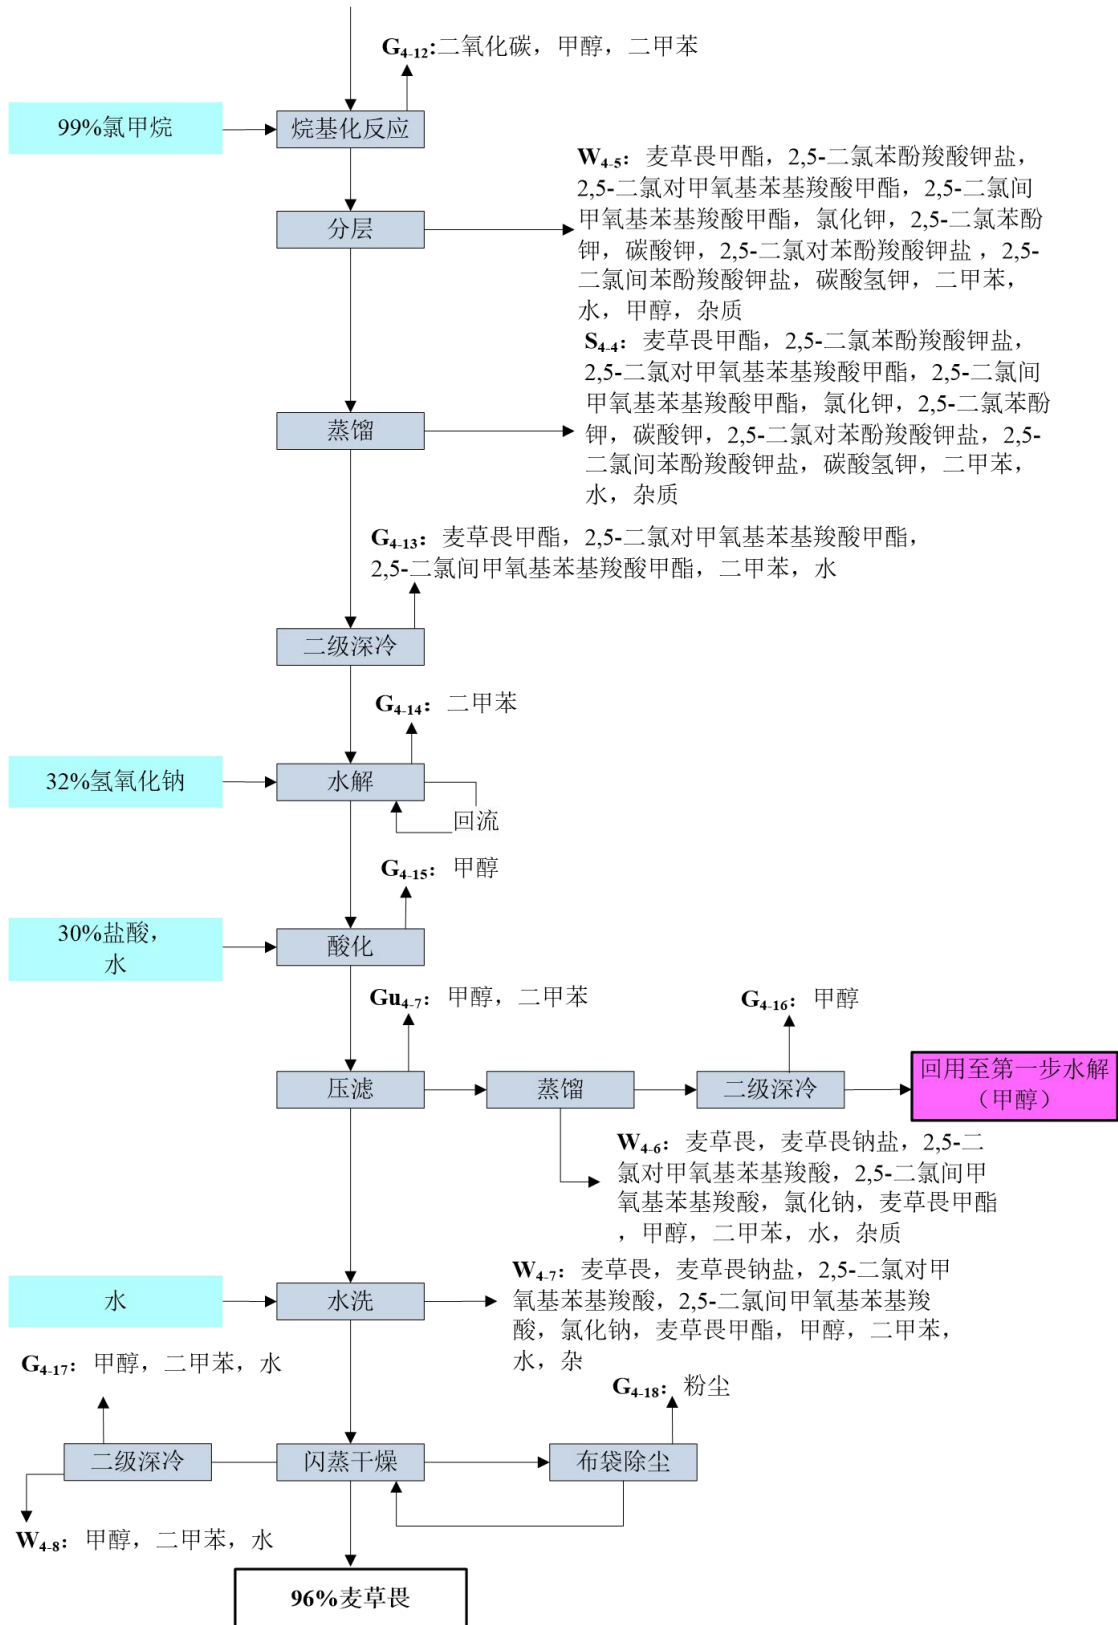 G4-12:二氧化碳，甲醇，二甲苯
99%氯甲烷
烷基化反应
W4-5：麦草畏甲酯，2,5-二氯苯酚羧酸钾盐，
2,5-二氯对甲氧基苯基羧酸甲酯，2,5-二氯间
甲氧基苯基羧酸甲酯，氯化钾，2,5-二氯苯酚
钾，碳酸钾，2,5-二氯对苯酚羧酸钾盐，2,5-
二氯间苯酚羧酸钾盐，碳酸氢钾，二甲苯，
水，甲醇，杂质
分层
S4-4：麦草畏甲酯，2,5-二氯苯酚羧酸钾盐，
2,5-二氯对甲氧基苯基羧酸甲酯，2,5-二氯间
甲氧基苯基羧酸甲酯，氯化钾，2,5-二氯苯酚
钾，碳酸钾，2,5-二氯对苯酚羧酸钾盐，2,5-
二氯间苯酚羧酸钾盐，碳酸氢钾，二甲苯，
水，杂质
蒸馏
G4-13：麦草畏甲酯，2,5-二氯对甲氧基苯基羧酸甲酯，
2,5-二氯间甲氧基苯基羧酸甲酯，二甲苯，水
二级深冷
G4-14：二甲苯
32%氢氧化钠
水解
回流
G4-15：甲醇
30%盐酸，
水
酸化
Gu4-7：甲醇，二甲苯
G4-16：甲醇
压滤
蒸馏
二级深冷
回用至第一步水解
（甲醇）
W4-6：麦草畏，麦草畏钠盐，2,5-二
氯对甲氧基苯基羧酸，2,5-二氯间甲
氧基苯基羧酸，氯化钠，麦草畏甲酯
，甲醇，二甲苯，水，杂质
水
水洗
W4-7：麦草畏，麦草畏钠盐，2,5-二氯对甲
氧基苯基羧酸，2,5-二氯间甲氧基苯基羧
酸，氯化钠，麦草畏甲酯，甲醇，二甲苯，
水，杂
G4-17：甲醇，二甲苯，水
G4-18：粉尘
二级深冷
闪蒸干燥
布袋除尘
W4-8：甲醇，二甲苯，水
96%麦草畏